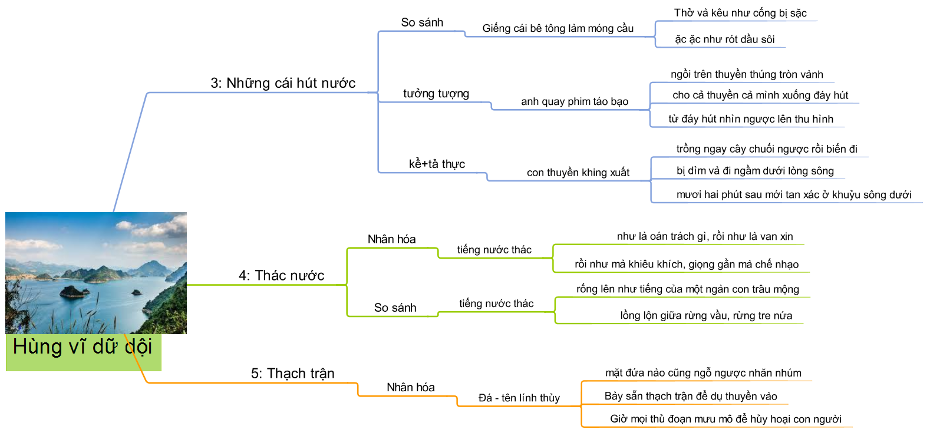 3: Những cái hút nước
So sánh
Giếng cái bê tông làm móng cầu
Thở và kêu như cống bị sặc
ặc ặc như rót dầu sôi
tưởng tượng
anh quay phim táo bạo
ngồi trên thuyền thúng tròn vành
cho cả thuyền cả mình xuống đáy hút
từ đáy hút nhìn ngược lên thu hình
kề+tả thực
con thuyền khing xuất
trồng ngay cây chuối ngược rồi biến đi
bị dìm và đi ngầm dưới lòng sông
mươi hai phút sau mới tan xác ở khuỷu sông dưới
Hùng vĩ dữ dội
4: Thác nước
Nhân hóa
tiếng nước thác
như là oán trách gì, rồi như là van xin
rồi như mà khiêu khích, giọng gằn mà chế nhạo
So sánh
tiếng nước thác
rống lên như tiếng của một ngàn con trâu mộng
lồng lộn giữa rừng vầu, rừng tre nứa
5: Thạch trận
Nhân hóa
Đá - tên lính thủy
mặt đứa nào cũng ngỗ ngược nhăn nhúm
Bày sẵn thạch trận để dụ thuyền vào
Giở mọi thủ đoạn mưu mô để hủy hoại con người